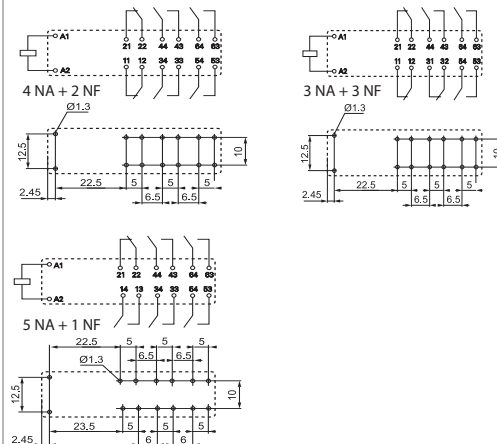 A1
21 22 44 43 64 63
11 12 34 33 54 53
A2
4 NA + 2 NF
Ø1.3
12.5
10
22.5 5 5 5
2.45
6.5 6.5
A1
21 22 44 43 64 63
11 12 31 32 54 53
A2
3 NA + 3 NF
Ø1.3
12.5
10
22.5 5 5 5
2.45
6.5 6.5
A1
21 22 44 43 64 63
14 13 34 33 54 53
A2
5 NA + 1 NF
22.5 5 5 5
Ø1.3
6.5 6.5
12.5
10
23.5 5 5 5
2.45
6 6